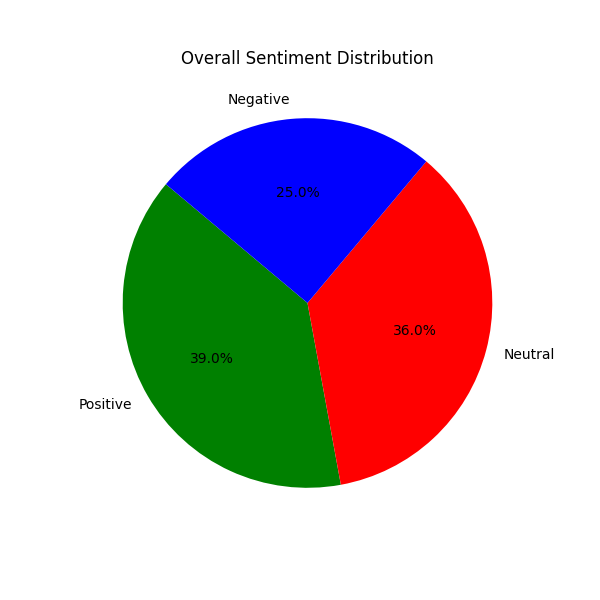 Overall Sentiment Distribution
Negative
25.0%
36.0%
Neutral
39.0%
Positive